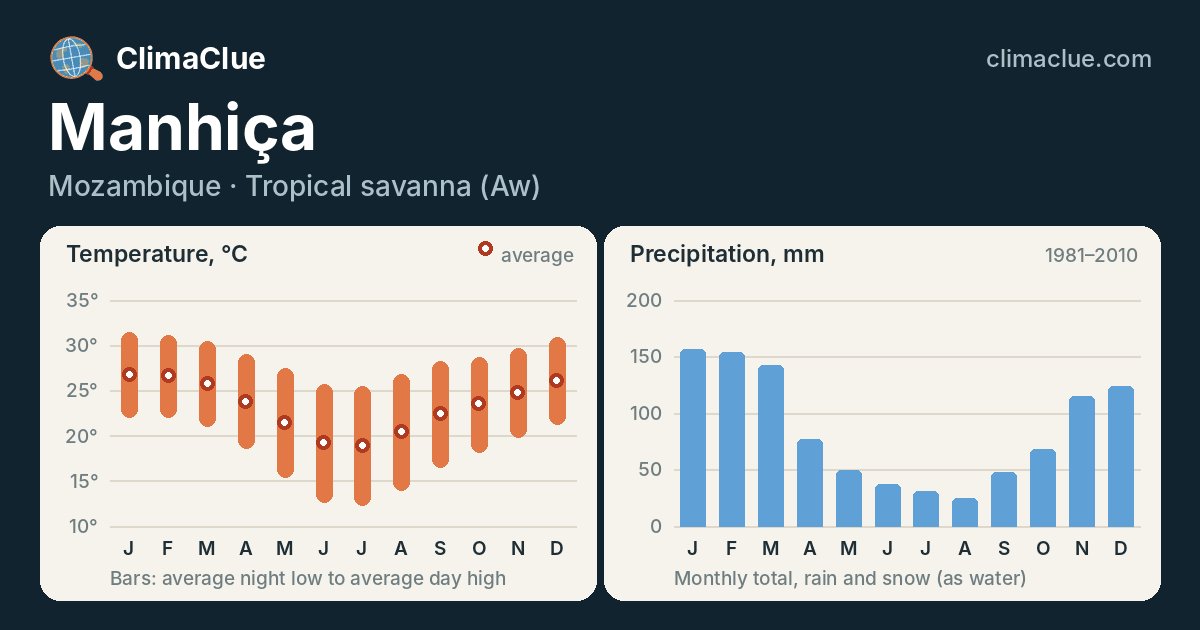 ClimaClue
climaclue.com
Manhiça
Mozambique · Tropical savanna (Aw)
Temperature, °C
average
35°
30°
25°
20°
15°
10°
J F M A M J J A S O N D
Bars: average night low to average day high
Precipitation, mm
1981–2010
200
150
100
50
0
J F M A M J J A S O N D
Monthly total, rain and snow (as water)